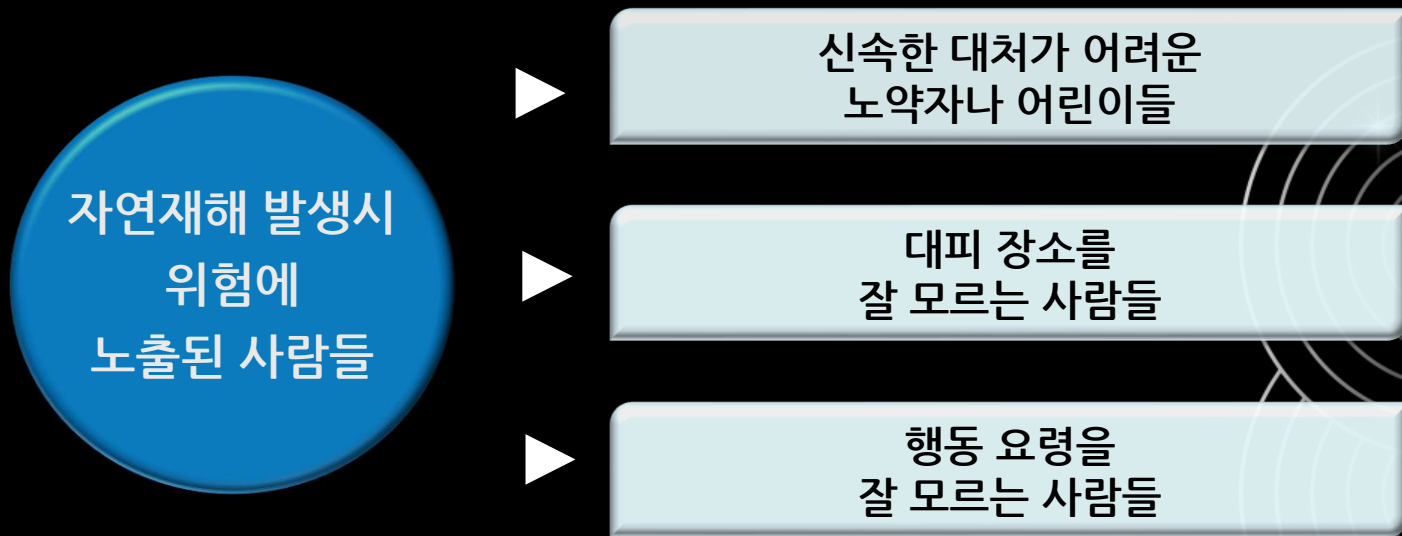 자연재해 발생시
위험에
노출된 사람들
신속한 대처가 어려운
노약자나 어린이들
대피 장소를
잘 모르는 사람들
행동 요령을
잘 모르는 사람들